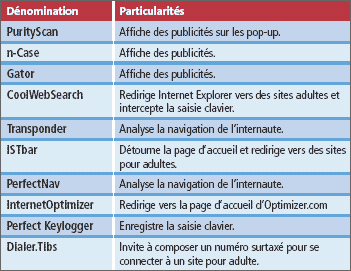 Dénomination Particularités
PurityScan Affiche des publicités sur les pop-up.
n-Case Affiche des publicités.
Gator Affiche des publicités.
CoolWebSearch Redirige Internet Explorer vers des sites adultes et
intercepte la saisie clavier.
Transponder Analyse la navigation de l'internaute.
ISTbar Détourne la page d'accueil et redirige vers des sites
pour adultes.
PerfectNav Analyse la navigation de l'internaute.
InternetOptimizer Redirige vers la page d'accueil d'Optimizer.com
Perfect Keylogger Enregistre la saisie clavier.
Dialer.Tibs Invite à composer un numéro surtaxé pour se
connecter à un site pour adulte.